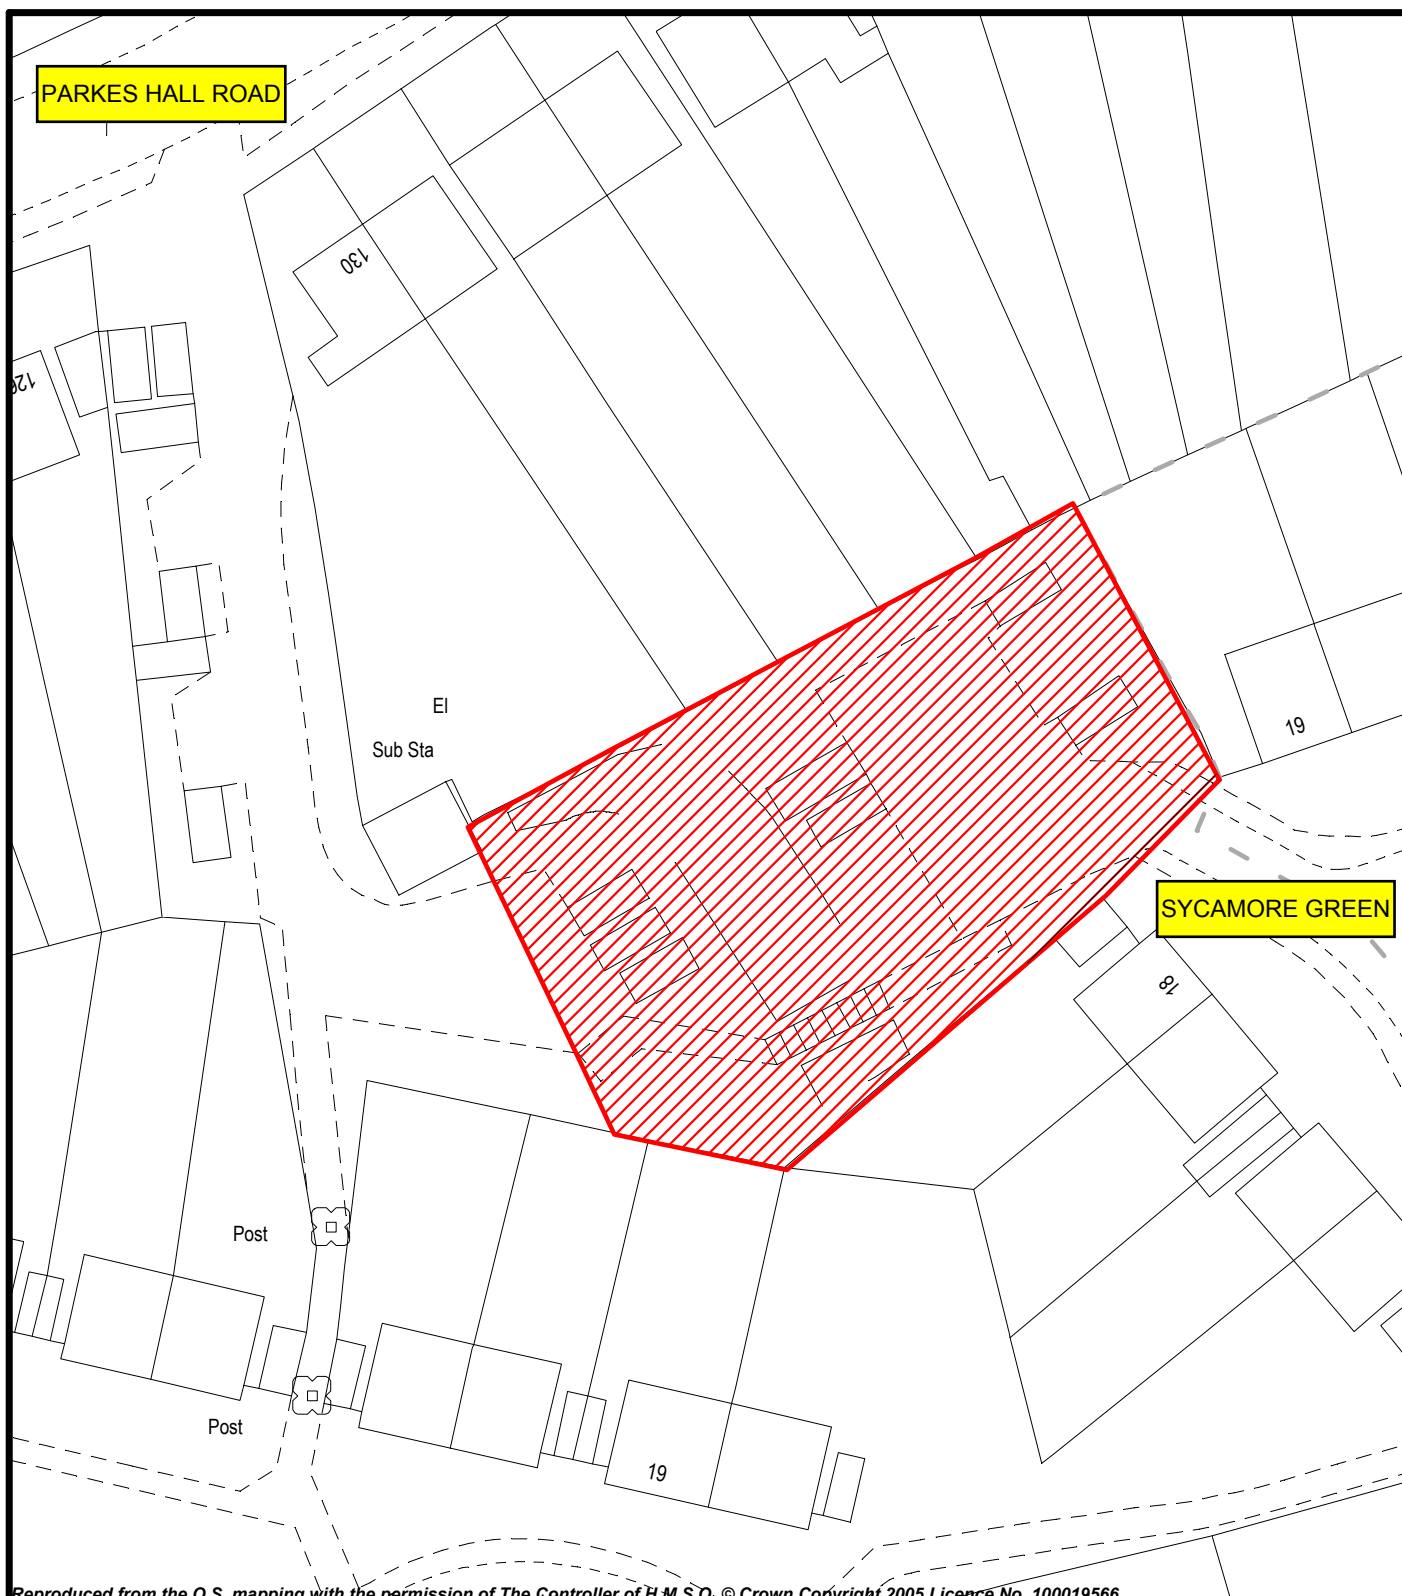 PARKES HALL ROAD
130
126
El
Sub Sta
19
SYCAMORE GREEN
18
Post
Post
19
Reproduced from the O.S. mapping with the permission of The Controller of H.M.S.O. © Crown Copyright 2005 Licence No. 100019566